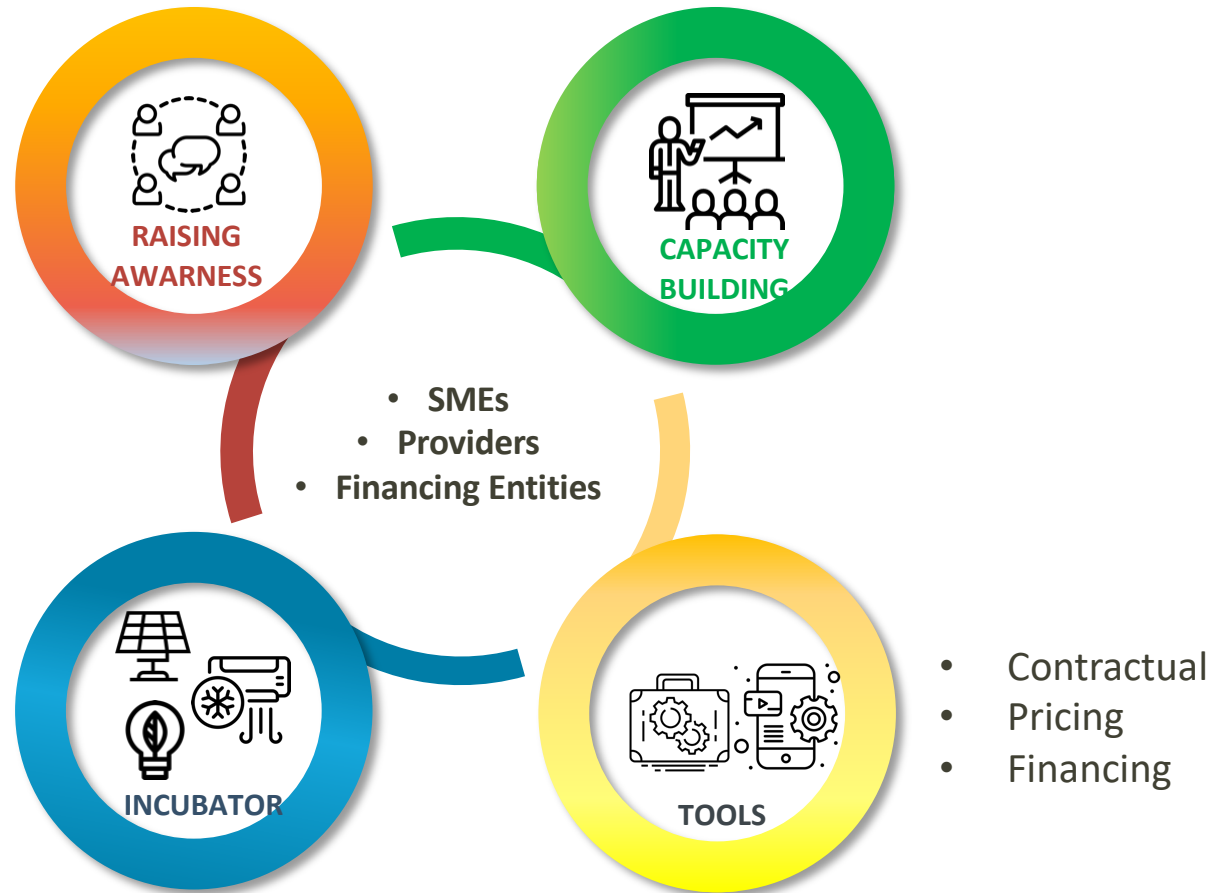 RAISING
AWARNESS
CAPACITY
BUILDING
• SMEs
• Providers
• Financing Entities
INCUBATOR
TOOLS
• Contractual
• Pricing
• Financing